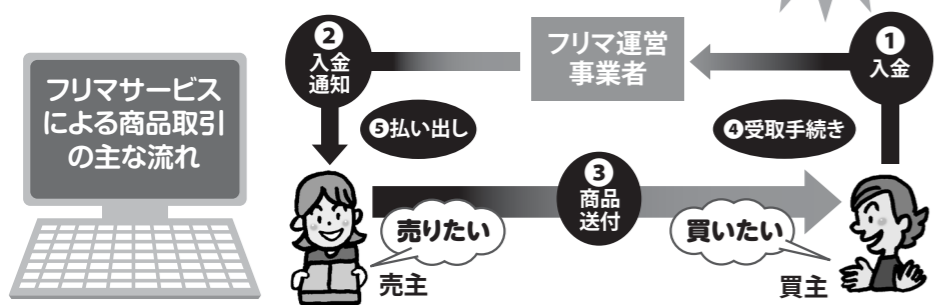 フリマサービス
による商品取引
の主な流れ
❷
入金
通知
フリマ運営
事業者
❶
入金
❺払い出し
❹受取手続き
❸
商品
送付
売りたい
買いたい
売主
買主